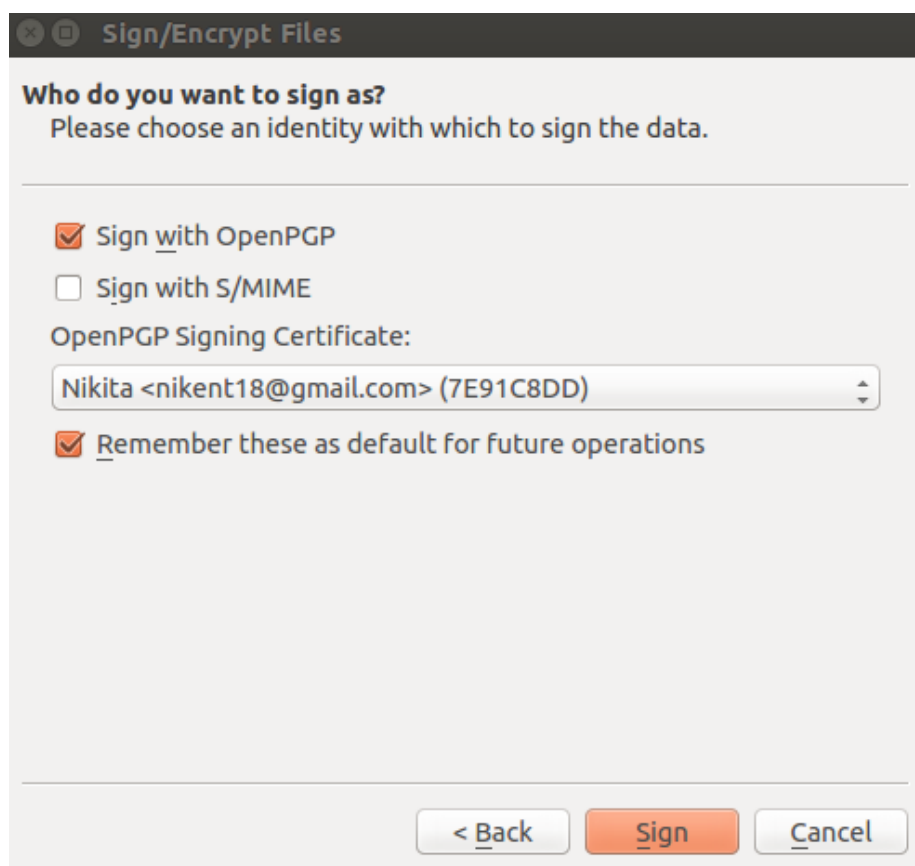 Sign/Encrypt Files
Who do you want to sign as?
Please choose an identity with which to sign the data.
Sign with OpenPGP
Sign with S/MIME
OpenPGP Signing Certificate:
Nikita <nikent18@gmail.com> (7E91C8DD)
Remember these as default for future operations
< Back Sign Cancel